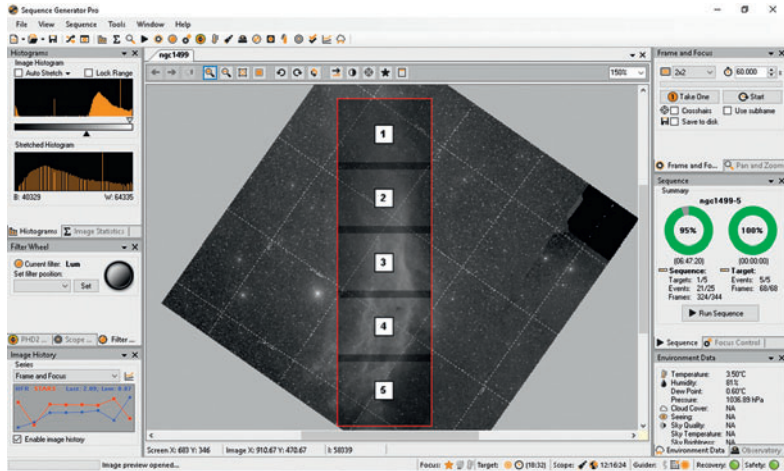 Sequence Generator Pro
File View Sequence Tools Window Help
Histograms
Image Histogram
Auto Stretch Lock Range
Stretched Histogram
B: 40329 W: 64335
Histograms Image Statistics
Filter Wheel
Current filter: Lum
Set filter position:
Set
PHD2 ... Scope ... Filter ...
Image History
Series
Frame and Focus
Enable image history
ngc1499
150%
1
2
3
4
5
Screen X: 683 Y: 346 Image X: 910.67 Y: 470.67 I: 58039
Frame and Focus
2x2 60.000 s
Take One Start
Crosshairs Use subframe
Save to disk
Frame and Fo... Pan and Zoom
Sequence
Summary
ngc1499-5
95% 100%
(06:47:20) (00:00:00)
Sequence: Target:
Targets: 1/5 Events: 5/5
Events: 21/25 Frames: 68/68
Frames: 324/344
Run Sequence
Sequence Focus Control
Environment Data
Temperature: 3.50°C
Humidity: 81%
Dew Point: 0.60°C
Pressure: 1036.89 hPa
Cloud Cover: NA
Seeing: NA
Sky Quality: NA
Sky Temperature: NA
Environment Data Observatory
Image preview opened... Focus: Target: (18:32) Scope: 12:16:34 Guider: Recovery: Safety: